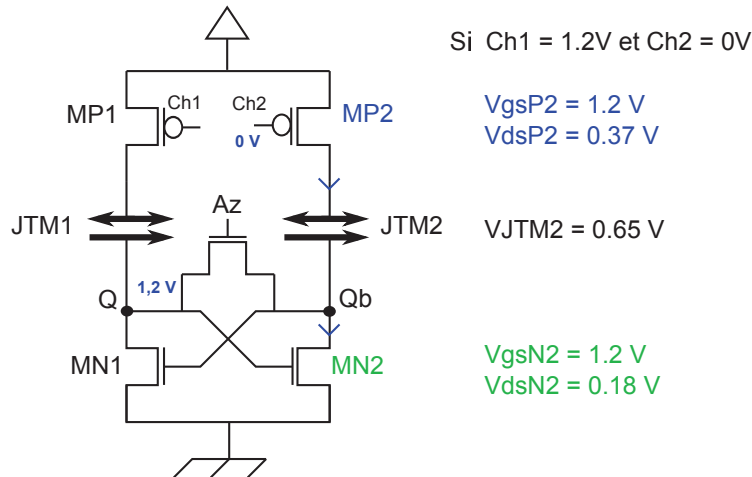 Si Ch1 = 1.2V et Ch2 = 0V
MP1
Ch1
Ch2
MP2
0 V
VgsP2 = 1.2 V
VdsP2 = 0.37 V
JTM1
Az
JTM2
VJTM2 = 0.65 V
Q
1,2 V
Qb
MN1
MN2
VgsN2 = 1.2 V
VdsN2 = 0.18 V